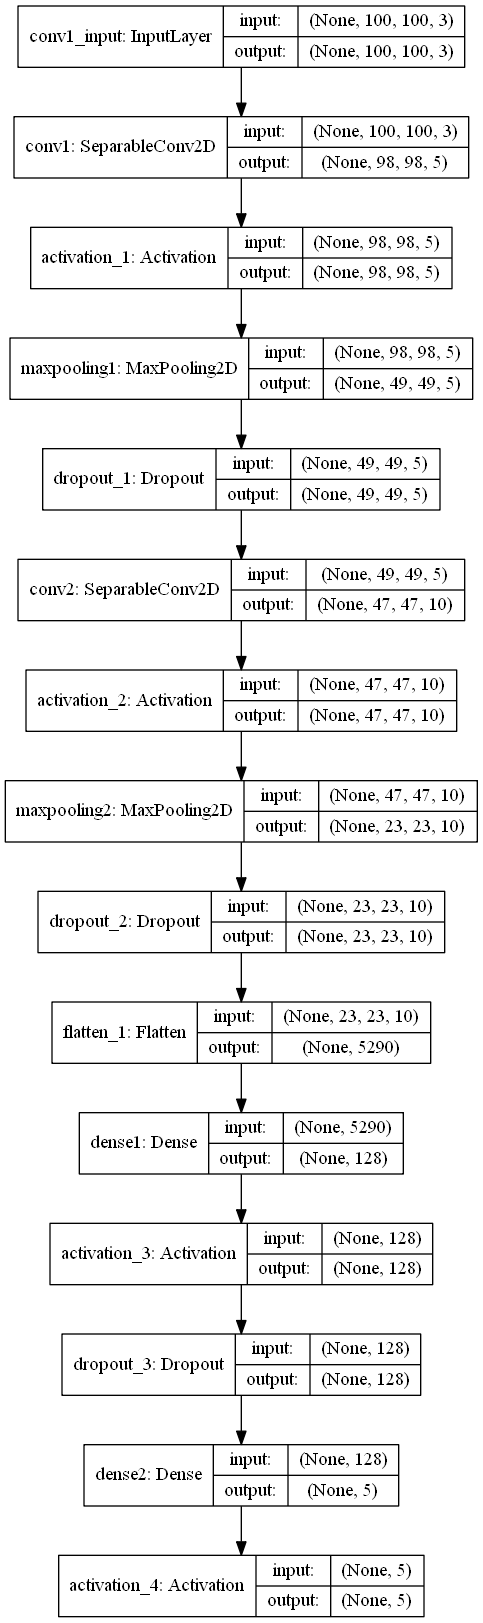 conv1_input: InputLayer
input: (None, 100, 100, 3)
output: (None, 100, 100, 3)
conv1: SeparableConv2D
input: (None, 100, 100, 3)
output: (None, 98, 98, 5)
activation_1: Activation
input: (None, 98, 98, 5)
output: (None, 98, 98, 5)
maxpooling1: MaxPooling2D
input: (None, 98, 98, 5)
output: (None, 49, 49, 5)
dropout_1: Dropout
input: (None, 49, 49, 5)
output: (None, 49, 49, 5)
conv2: SeparableConv2D
input: (None, 49, 49, 5)
output: (None, 47, 47, 10)
activation_2: Activation
input: (None, 47, 47, 10)
output: (None, 47, 47, 10)
maxpooling2: MaxPooling2D
input: (None, 47, 47, 10)
output: (None, 23, 23, 10)
dropout_2: Dropout
input: (None, 23, 23, 10)
output: (None, 23, 23, 10)
flatten_1: Flatten
input: (None, 23, 23, 10)
output: (None, 5290)
dense1: Dense
input: (None, 5290)
output: (None, 128)
activation_3: Activation
input: (None, 128)
output: (None, 128)
dropout_3: Dropout
input: (None, 128)
output: (None, 128)
dense2: Dense
input: (None, 128)
output: (None, 5)
activation_4: Activation
input: (None, 5)
output: (None, 5)